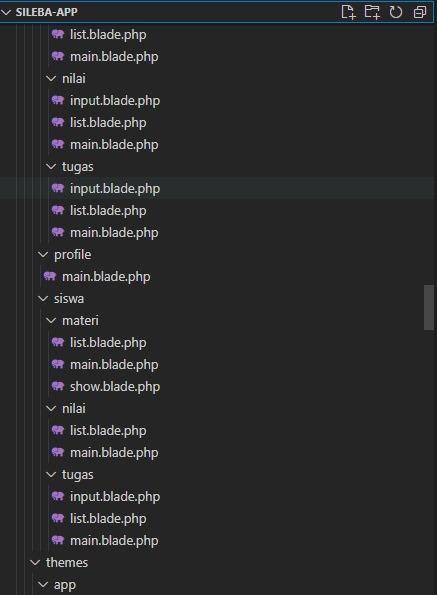 SILEBA-APP
list.blade.php
main.blade.php
nilai
input.blade.php
list.blade.php
main.blade.php
tugas
input.blade.php
list.blade.php
main.blade.php
profile
main.blade.php
siswa
materi
list.blade.php
main.blade.php
show.blade.php
nilai
list.blade.php
main.blade.php
tugas
input.blade.php
list.blade.php
main.blade.php
themes
app